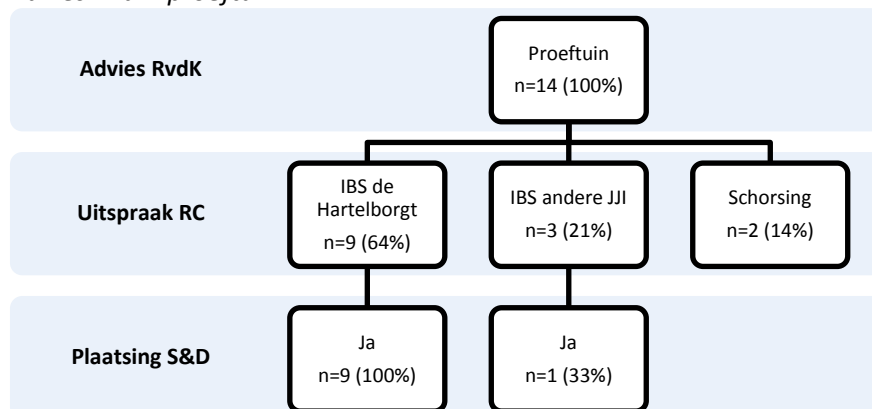 Advies RvdK
Proeftuin
n=14 (100%)
Uitspraak RC
IBS de
Hartelborgt
n=9 (64%)
IBS andere JJI
n=3 (21%)
Schorsing
n=2 (14%)
Plaatsing S&D
Ja
n=9 (100%)
Ja
n=1 (33%)